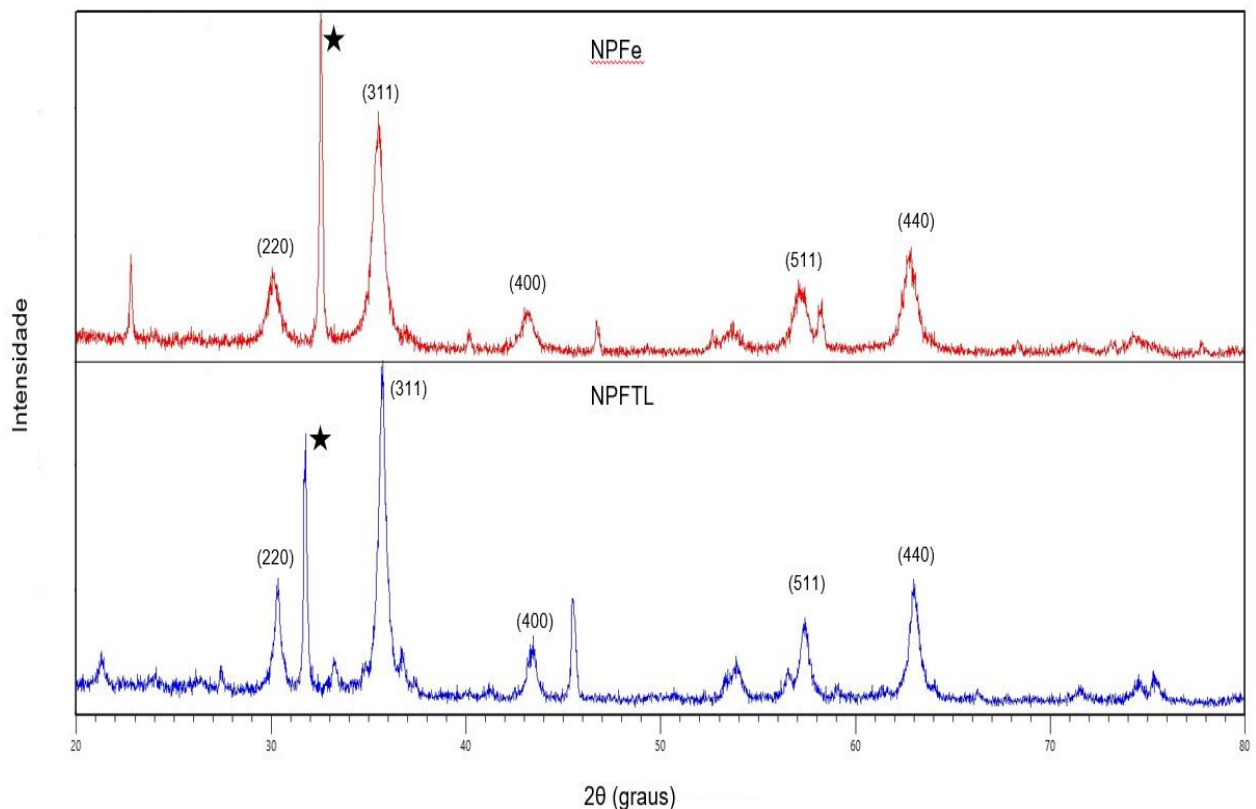 NPFe
(311)
(220)
(400)
(511)
(440)
Intensidade
NPFTL
(311)
(220)
(400)
(511)
(440)
20 30 40 50 60 70 80
2θ (graus)